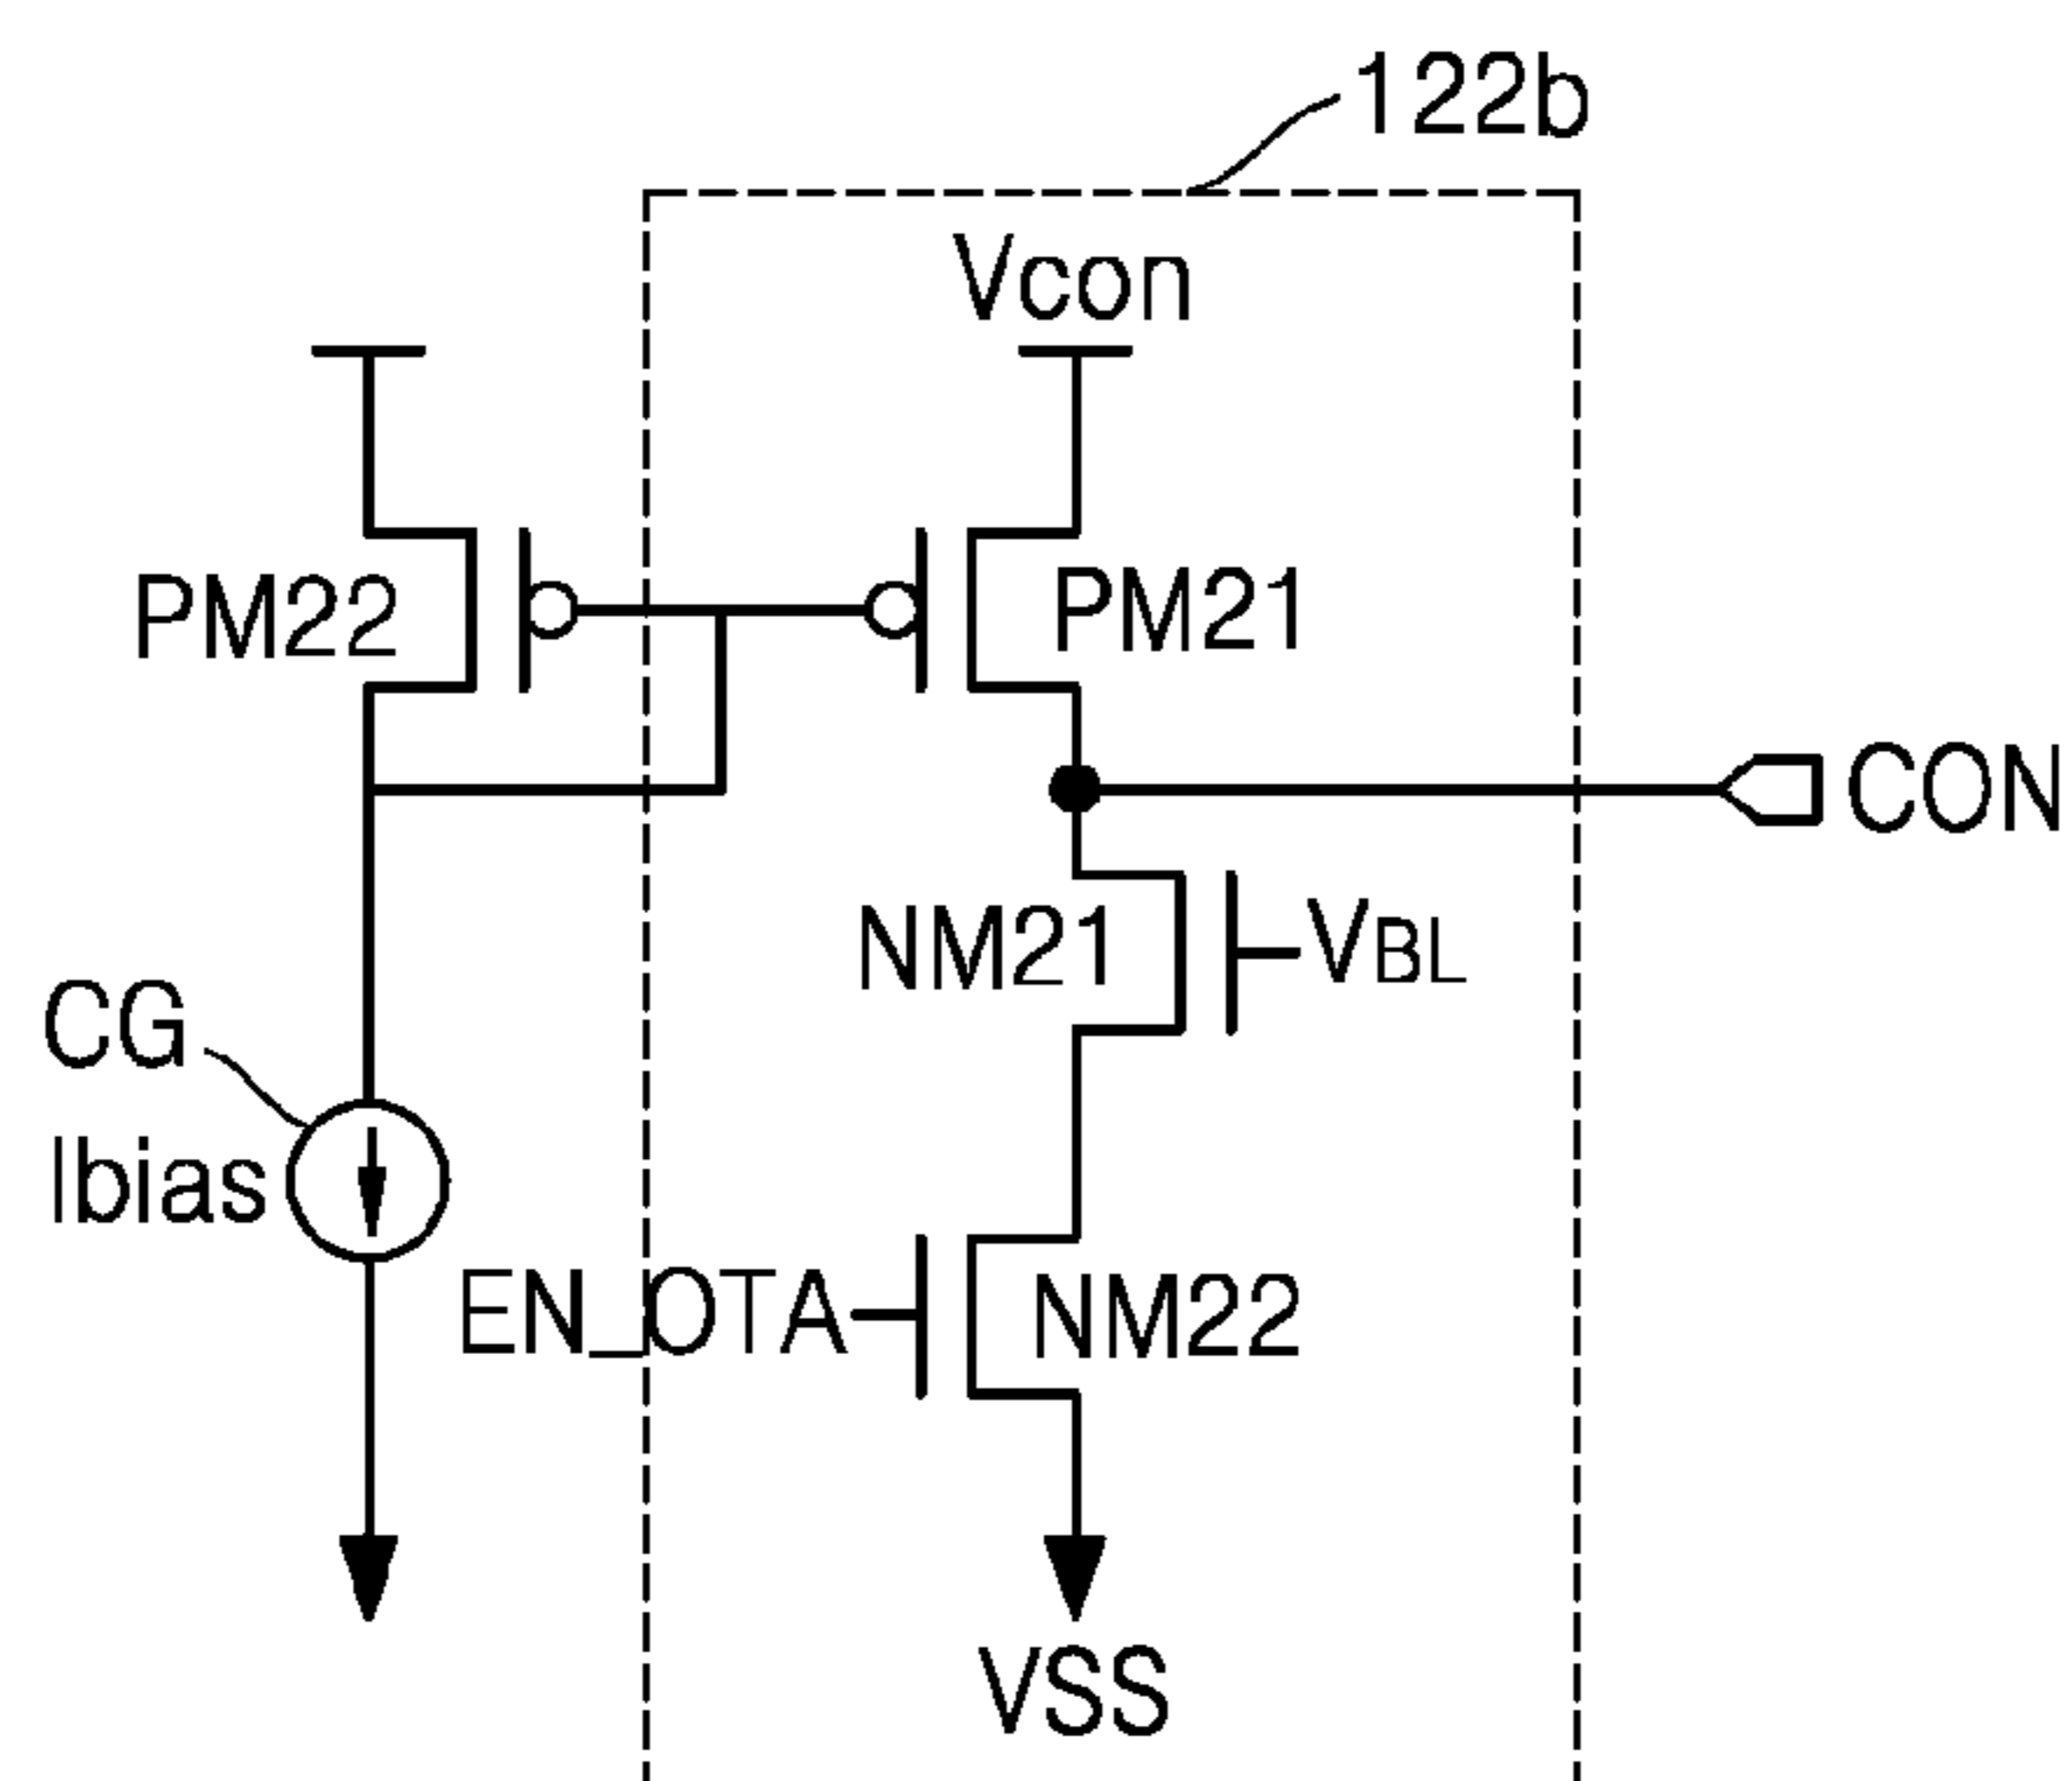 122b
Vcon
PM22
PM21
CON
NM21
VBL
CG
Ibias
EN_OTA
NM22
VSS